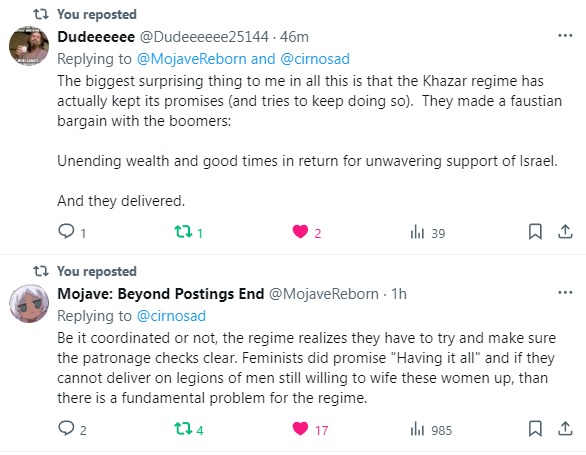 You reposted
Dudeeeeee @Dudeeeeee25144 · 46m
Replying to @MojaveReborn and @cirnosad
The biggest surprising thing to me in all this is that the Khazar regime has
actually kept its promises (and tries to keep doing so).  They made a faustian
bargain with the boomers:
Unending wealth and good times in return for unwavering support of Israel.
And they delivered.
1 1 2 39
You reposted
Mojave: Beyond Postings End @MojaveReborn · 1h
Replying to @cirnosad
Be it coordinated or not, the regime realizes they have to try and make sure
the patronage checks clear. Feminists did promise "Having it all" and if they
cannot deliver on legions of men still willing to wife these women up, than
there is a fundamental problem for the regime.
2 4 17 985